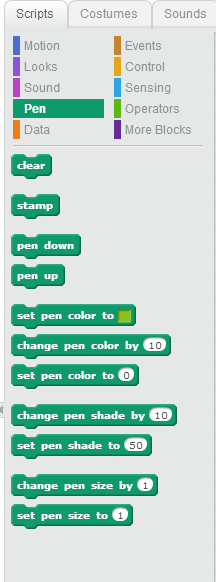 Scripts Costumes Sounds
Motion Events
Looks Control
Sound Sensing
Pen Operators
Data More Blocks
clear
stamp
pen down
pen up
set pen color to
change pen color by 10
set pen color to 0
change pen shade by 10
set pen shade to 50
change pen size by 1
set pen size to 1